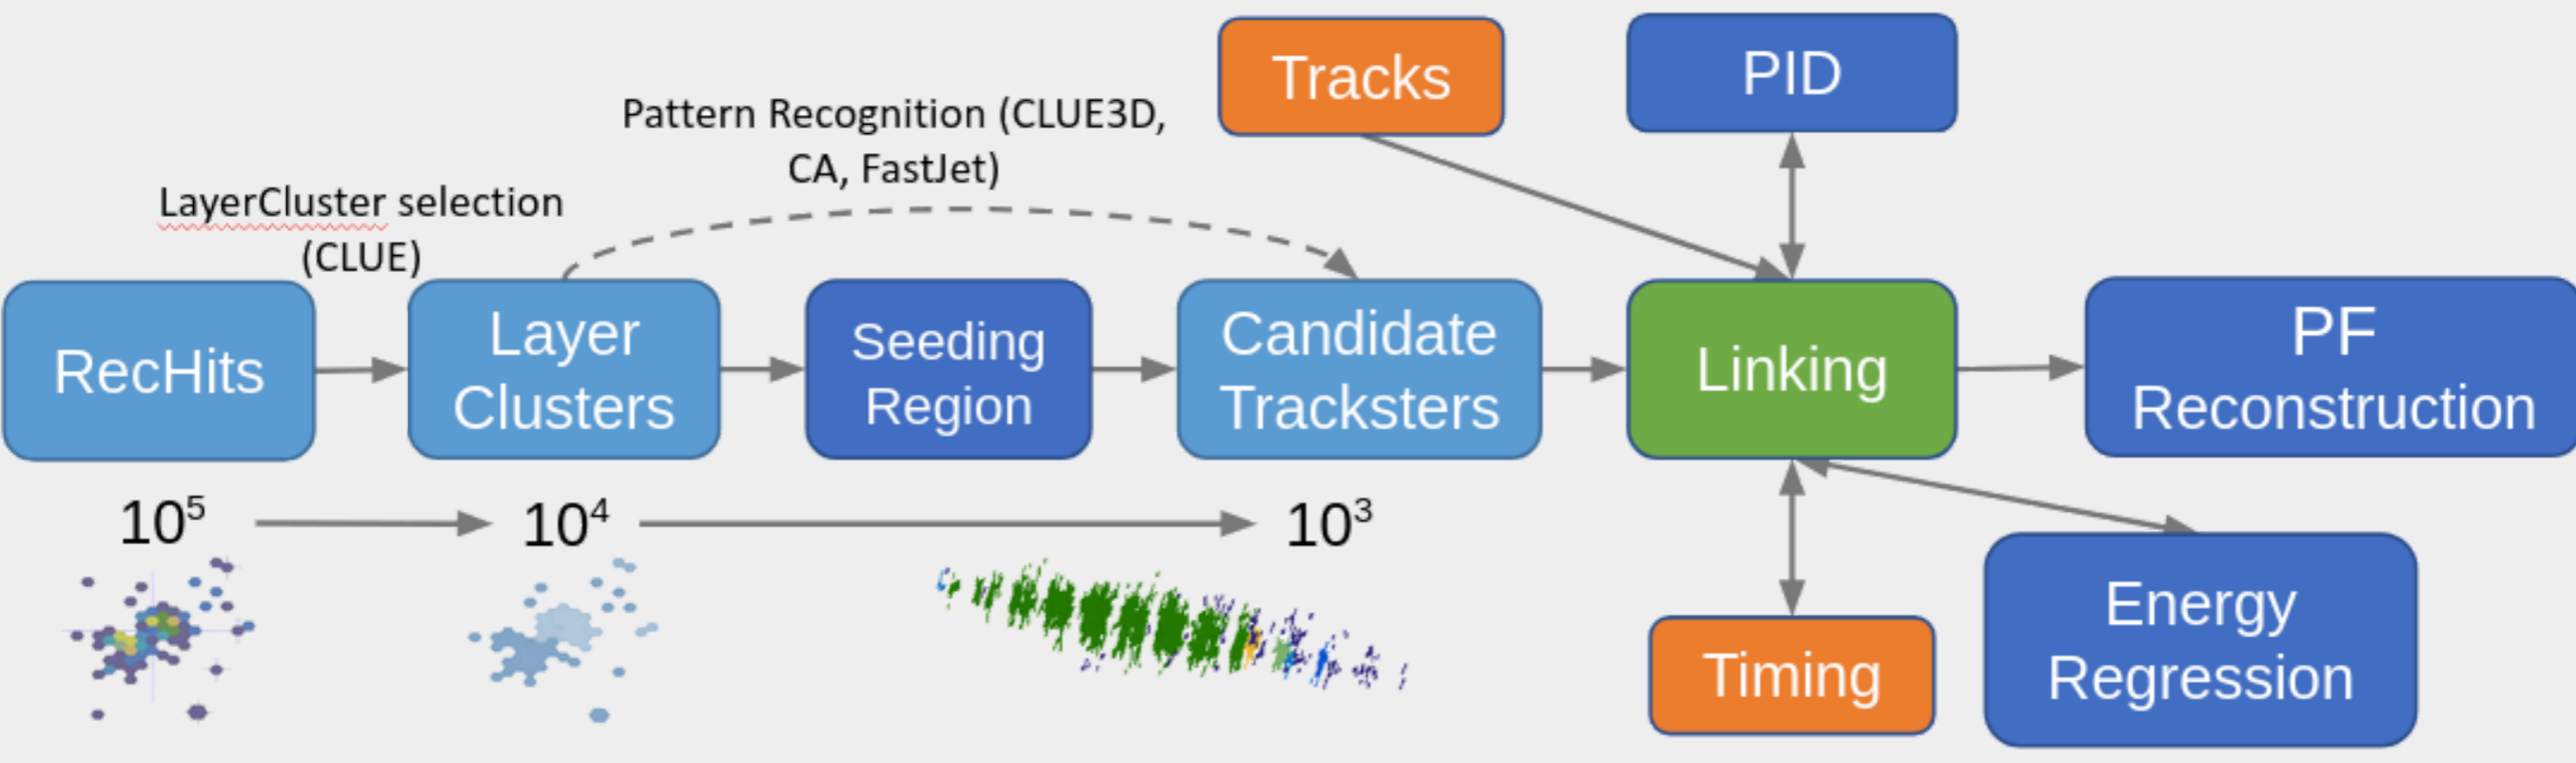 Tracks
PID
Pattern Recognition (CLUE3D,
CA, FastJet)
LayerCluster selection
(CLUE)
RecHits
Layer
Clusters
Seeding
Region
Candidate
Tracksters
Linking
PF
Reconstruction
10⁵
10⁴
10³
Timing
Energy
Regression